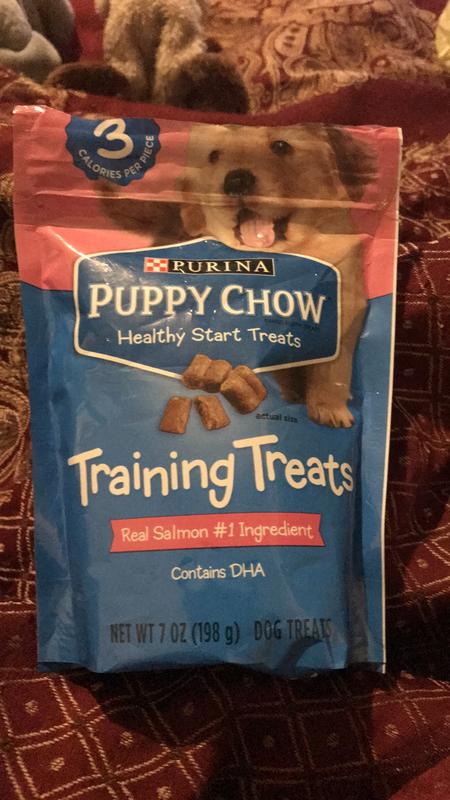 3
CALORIES PER PIECE
PURINA
PUPPY CHOW
Healthy Start Treats
actual size
Training Treats
Real Salmon #1 Ingredient
Contains DHA
NET WT 7 OZ (198 g) DOG TREATS